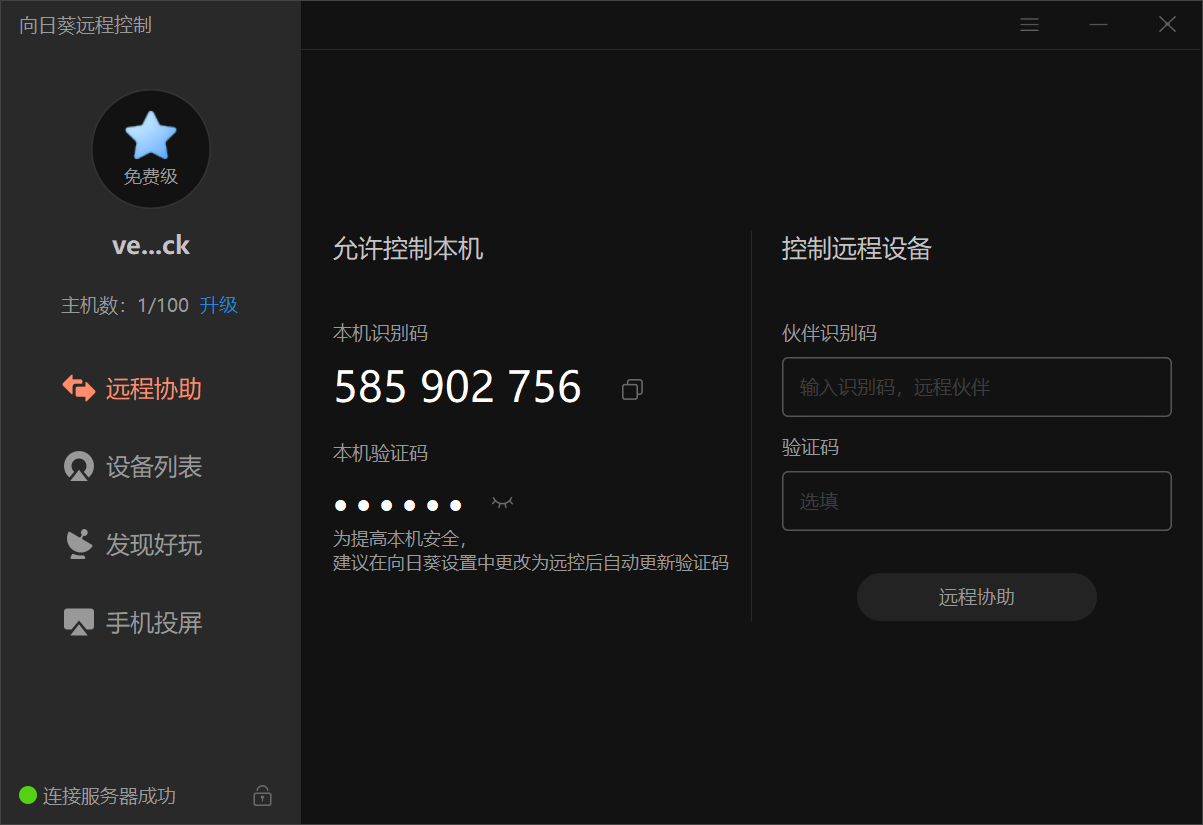 向日葵远程控制
免费级
ve...ck
主机数：1/100 升级
远程协助
设备列表
发现好玩
手机投屏
连接服务器成功
允许控制本机
本机识别码
585 902 756
本机验证码
••••••
为提高本机安全，
建议在向日葵设置中更改为远控后自动更新验证码
控制远程设备
伙伴识别码
输入识别码，远程伙伴
验证码
选填
远程协助